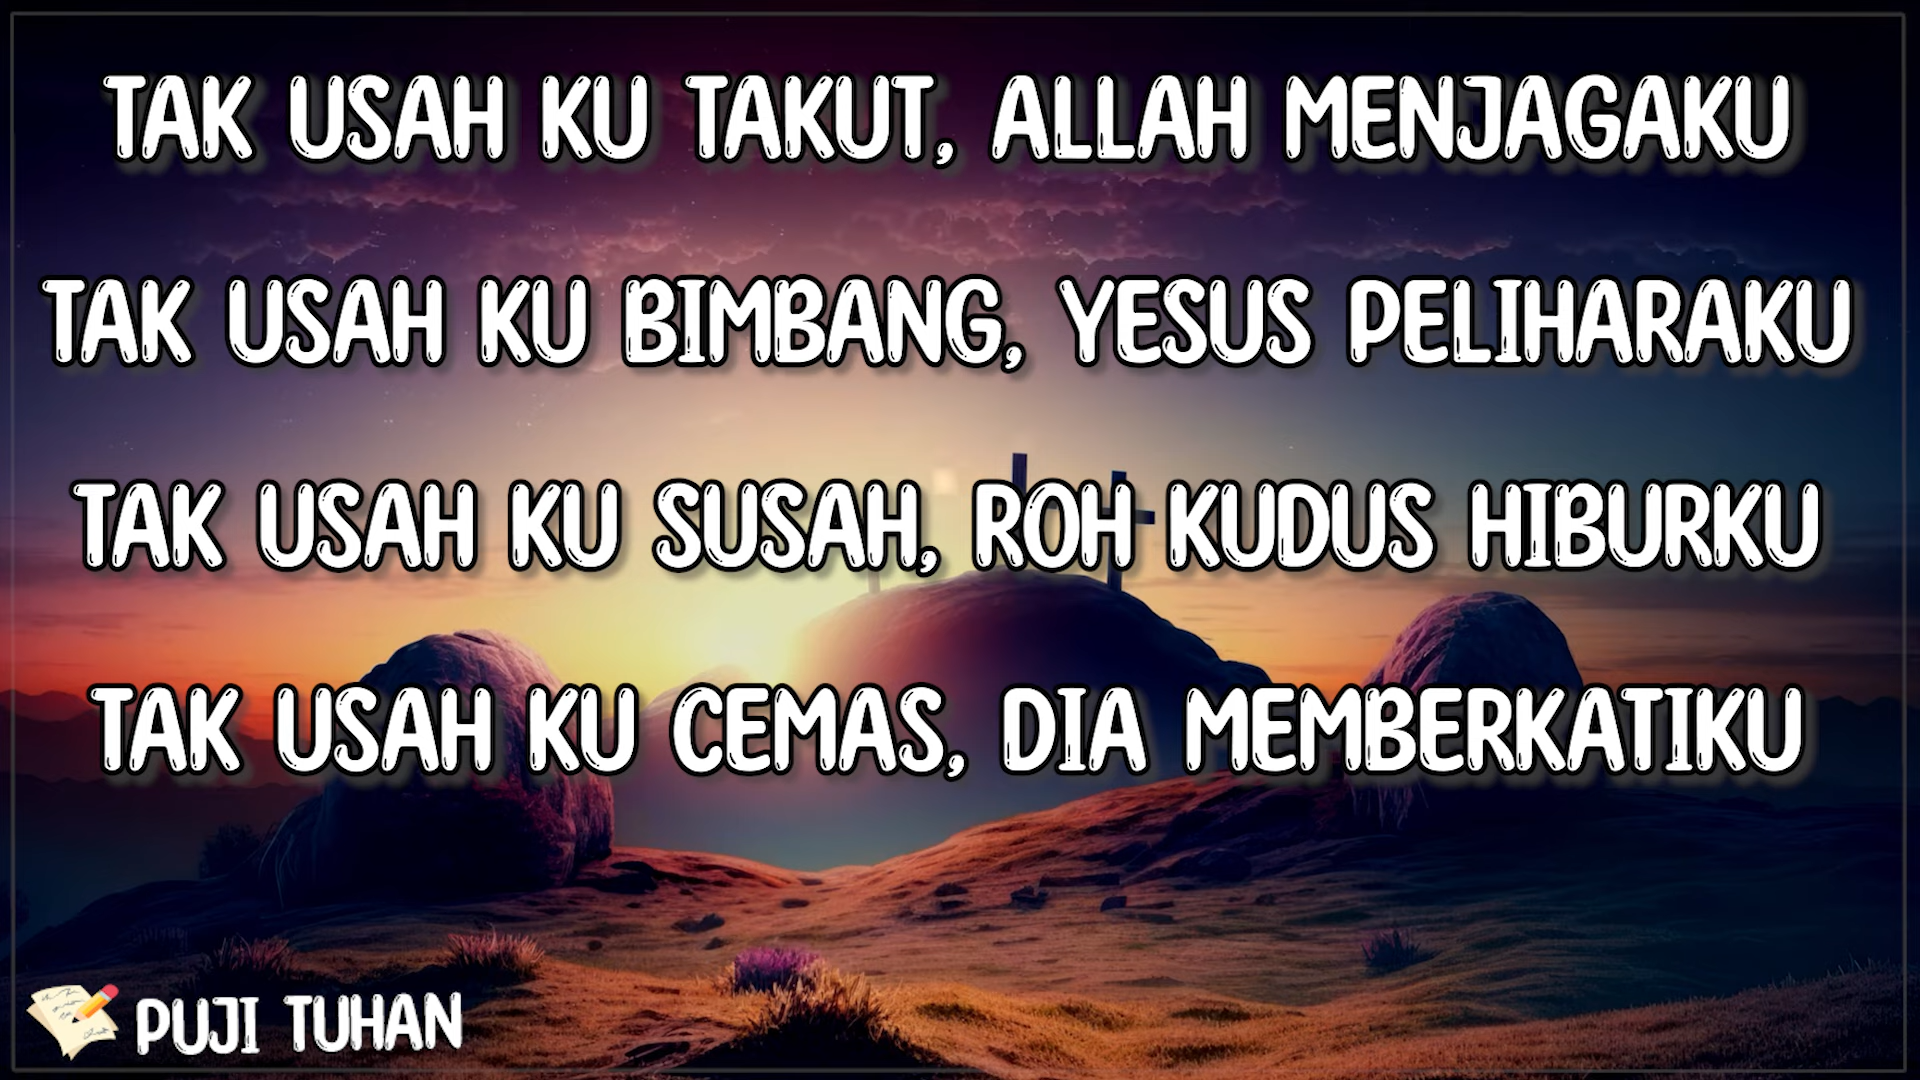 TAK USAH KU TAKUT, ALLAH MENJAGAKU
TAK USAH KU BIMBANG, YESUS PELIHARAKU
TAK USAH KU SUSAH, ROH KUDUS HIBURKU
TAK USAH KU CEMAS, DIA MEMBERKATIKU
PUJI TUHAN